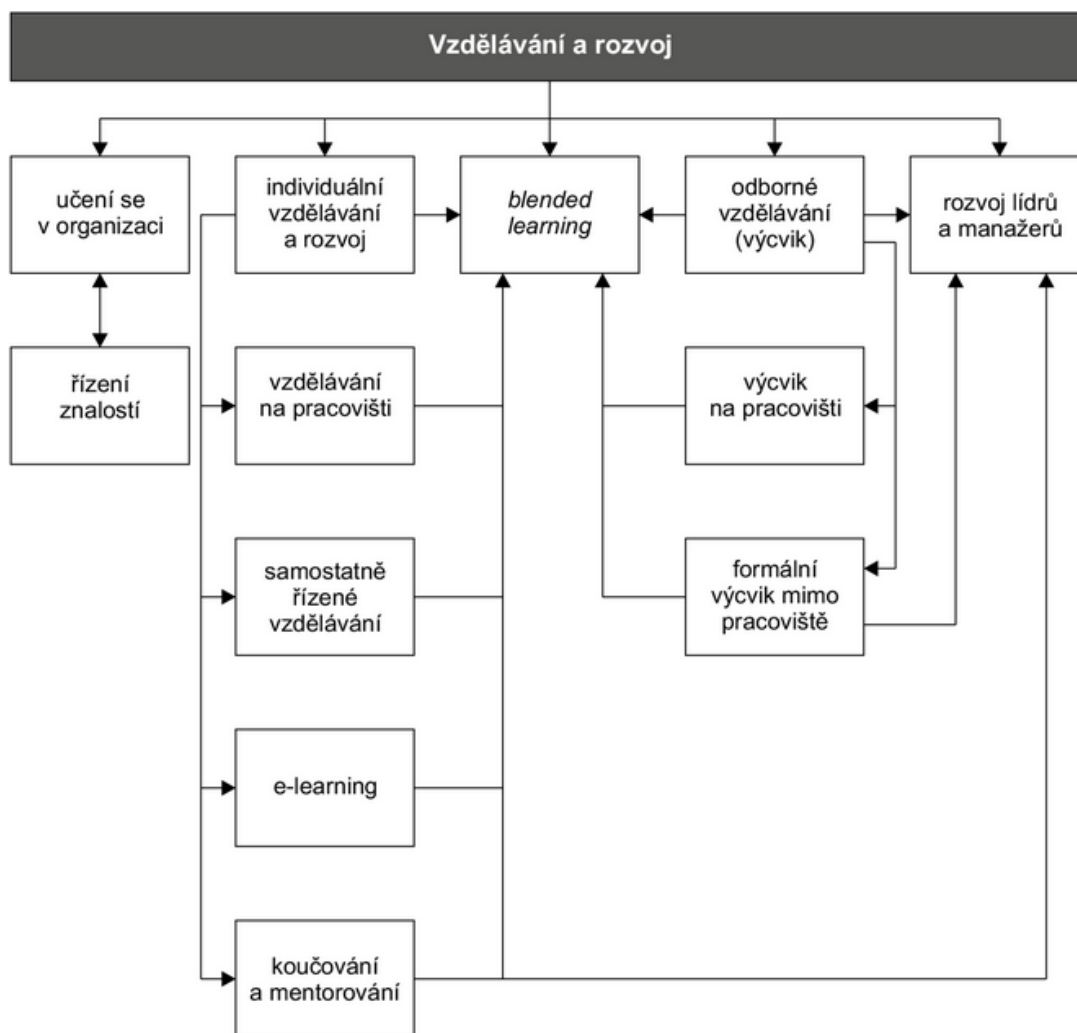 Vzdělávání a rozvoj
učení se
v organizaci
individuální
vzdělávání
a rozvoj
blended
learning
odborné
vzdělávání
(výcvik)
rozvoj lídrů
a manažerů
řízení
znalostí
vzdělávání
na pracovišti
výcvik
na pracovišti
samostatně
řízené
vzdělávání
formální
výcvik mimo
pracoviště
e-learning
koučování
a mentorování